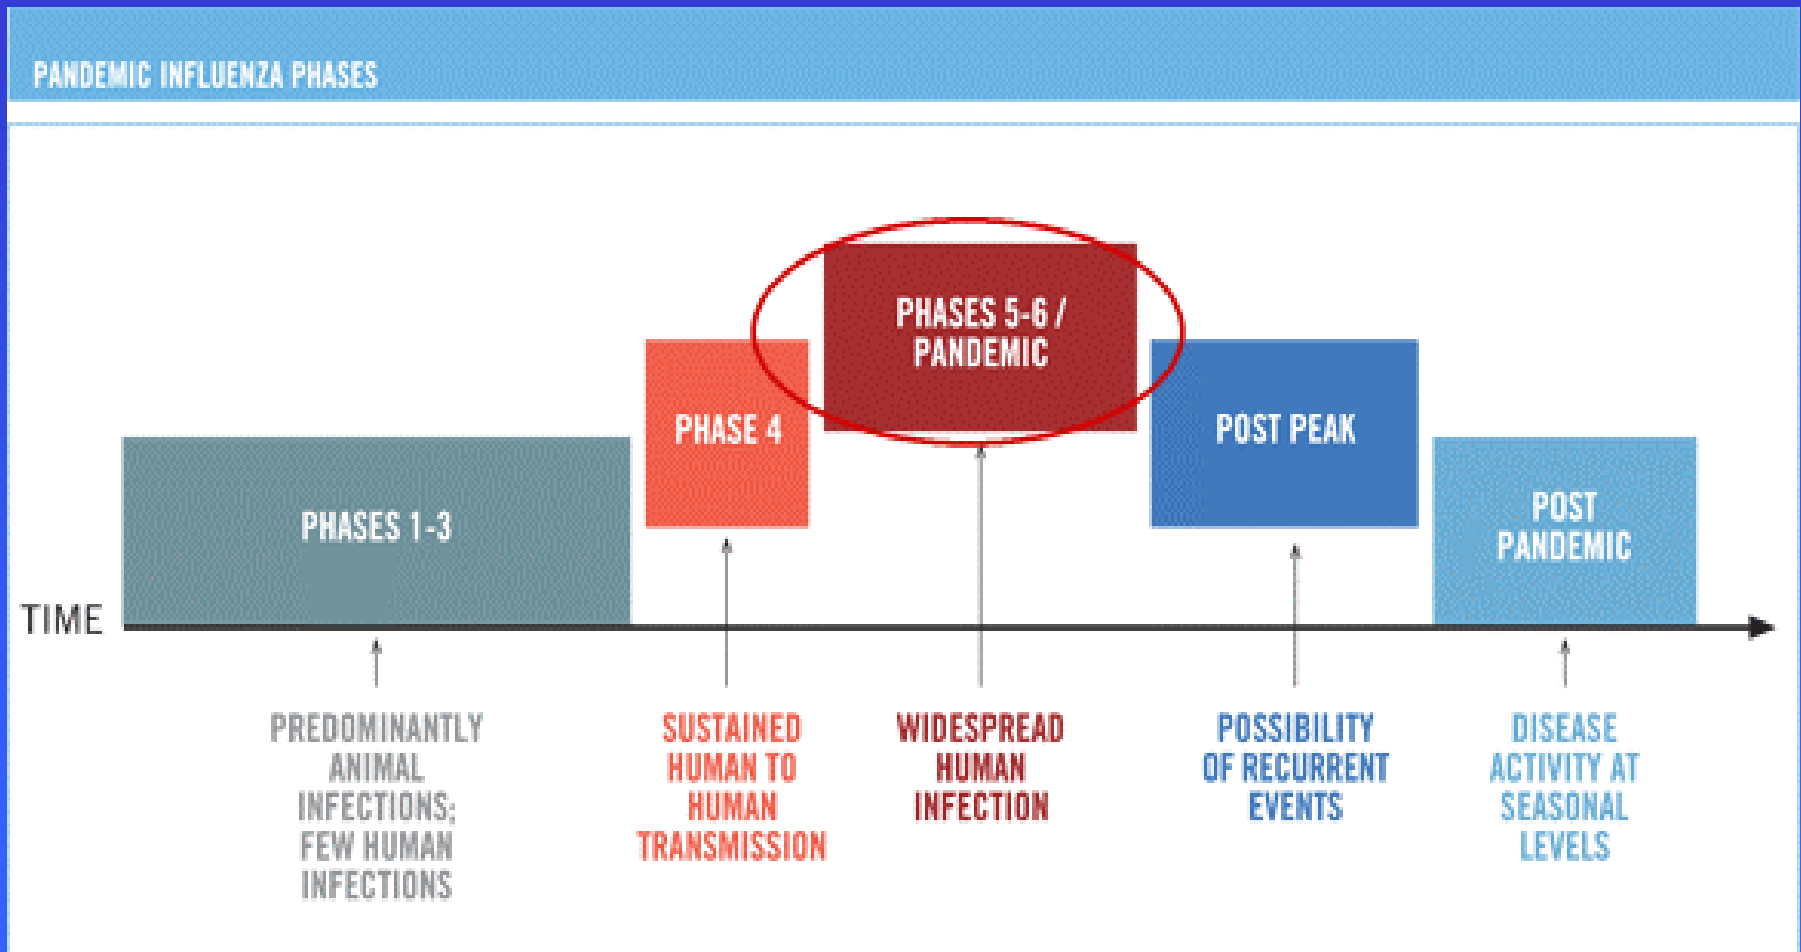 PANDEMIC INFLUENZA PHASES
PHASES 5-6 /
PANDEMIC
PHASE 4
POST PEAK
PHASES 1-3
POST
PANDEMIC
TIME
PREDOMINANTLY
ANIMAL
INFECTIONS;
FEW HUMAN
INFECTIONS
SUSTAINED
HUMAN TO
HUMAN
TRANSMISSION
WIDESPREAD
HUMAN
INFECTION
POSSIBILITY
OF RECURRENT
EVENTS
DISEASE
ACTIVITY AT
SEASONAL
LEVELS